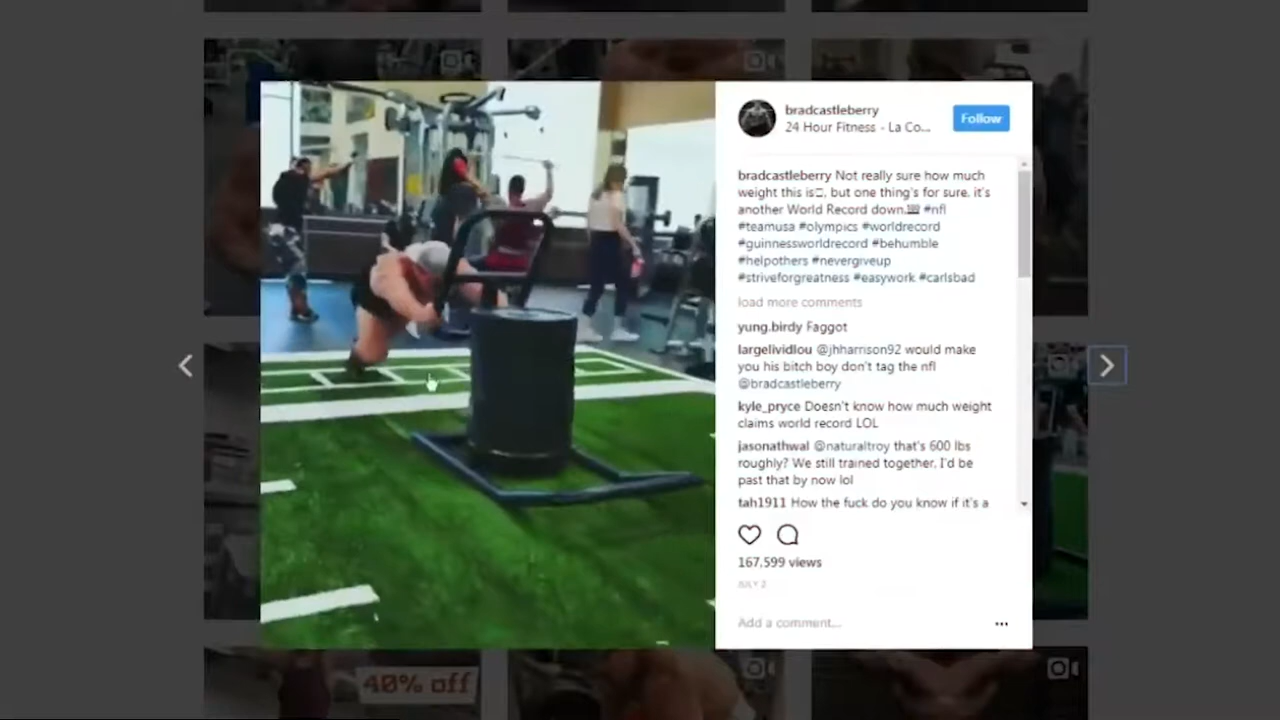 bradcastleberry
24 Hour Fitness - La Co...
Follow
bradcastleberry Not really sure how much
weight this is, but one thing's for sure. it's
another World Record down. #nfl
#teamusa #olympics #worldrecord
#guinnessworldrecord #behumble
#helpothers #nevergiveup
#striveforgreatness #easywork #carlsbad
load more comments
yung.birdy Faggot
largelividlou @jhharrison92 would make
you his bitch boy don't tag the nfl
@bradcastleberry
kyle_pryce Doesn't know how much weight
claims world record LOL
jasonathwal @naturaltroy that's 600 lbs
roughly? We still trained together, I'd be
past that by now lol
tah1911 How the fuck do you know if it's a
167,599 views
JULY 2
Add a comment...
40% off